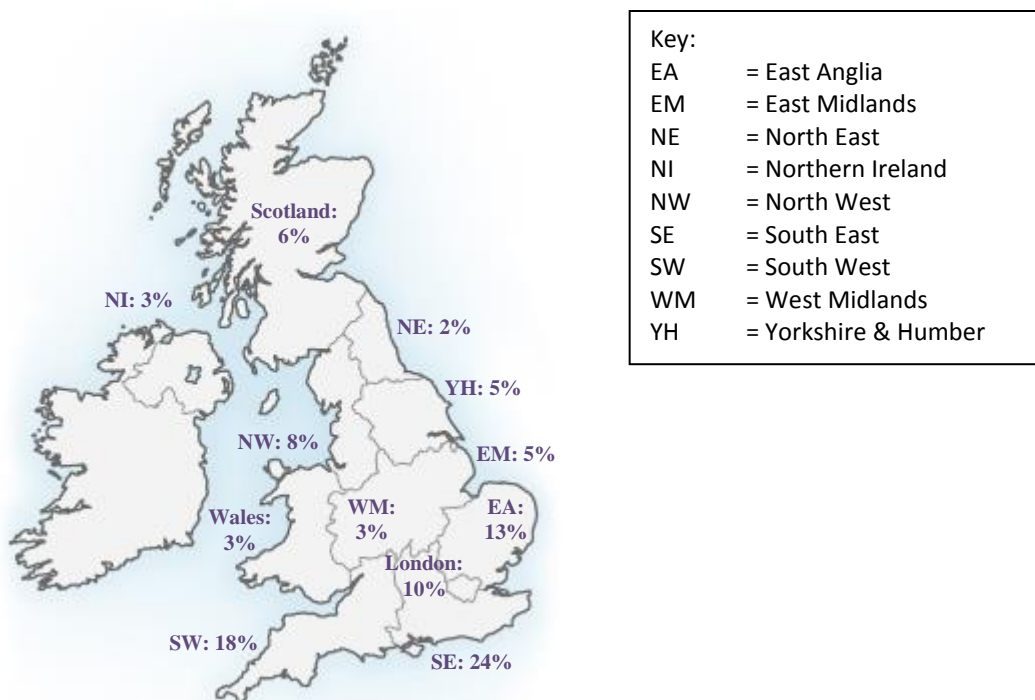 Scotland:
6%
NI: 3%
NE: 2%
YH: 5%
NW: 8%
EM: 5%
Wales:
3%
WM:
3%
EA:
13%
London:
10%
SW: 18%
SE: 24%
Key:
EA = East Anglia
EM = East Midlands
NE = North East
NI = Northern Ireland
NW = North West
SE = South East
SW = South West
WM = West Midlands
YH = Yorkshire & Humber